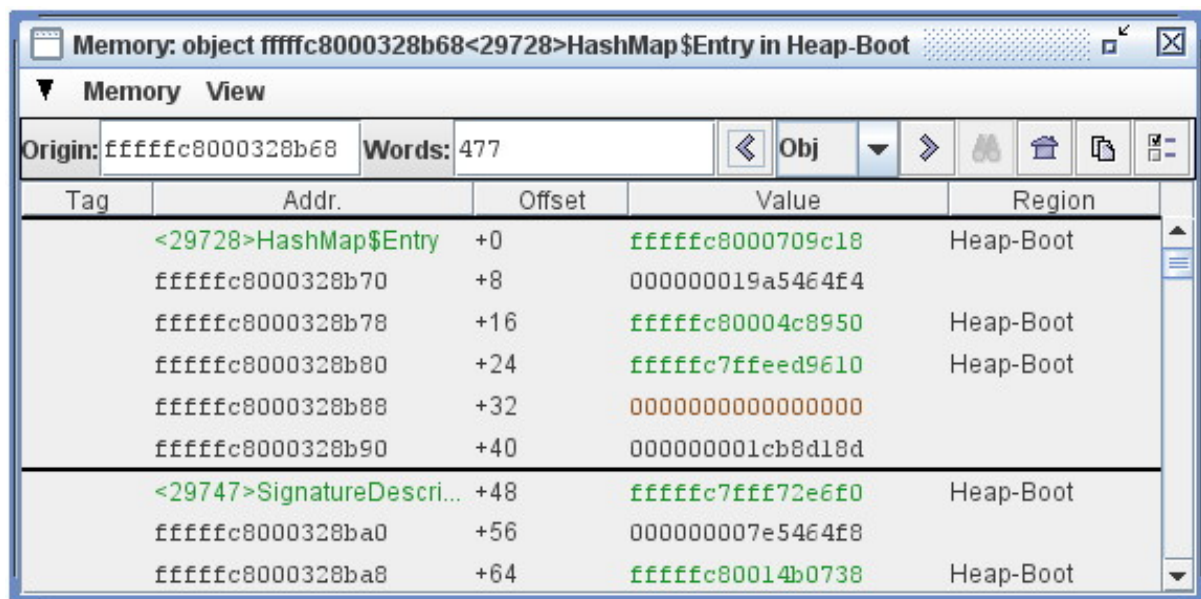 Memory: object fffffc8000328b68<29728>HashMap$Entry in Heap-Boot
Memory View
Origin: fffffc8000328b68 Words: 477 Obj
Tag Addr. Offset Value Region
<29728>HashMap$Entry +0 fffffc8000709c18 Heap-Boot
fffffc8000328b70 +8 000000019a5464f4
fffffc8000328b78 +16 fffffc80004c8950 Heap-Boot
fffffc8000328b80 +24 fffffc7ffeed9610 Heap-Boot
fffffc8000328b88 +32 0000000000000000
fffffc8000328b90 +40 000000001cb8d18d
<29747>SignatureDescri... +48 fffffc7fff72e6f0 Heap-Boot
fffffc8000328ba0 +56 000000007e5464f8
fffffc8000328ba8 +64 fffffc80014b0738 Heap-Boot